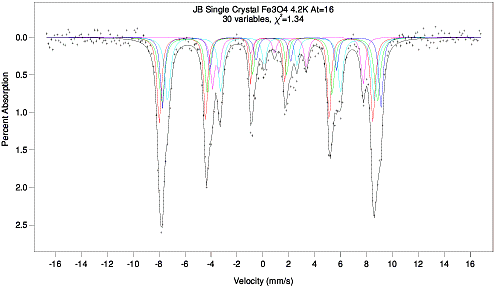 JB Single Crystal Fe3O4 4.2K At=16
30 variables, χ²=1.34
Percent Absorption
0.0
0.5
1.0
1.5
2.0
2.5
-16 -14 -12 -10 -8 -6 -4 -2 0 2 4 6 8 10 12 14 16
Velocity (mm/s)